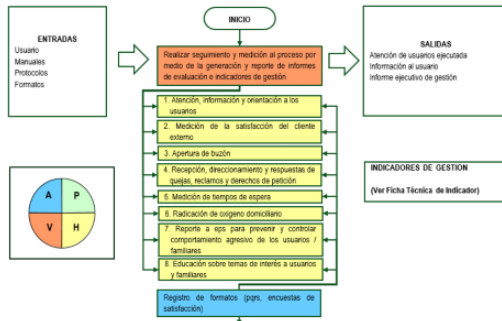 ENTRADAS
Usuario
Manuales
Protocolos
Formatos
INICIO
Realizar seguimiento y medición al proceso por
medio de la generación y reporte de informes
de evaluación e indicadores de gestión
SALIDAS
Atención de usuarios ejecutada
Información al usuario
Informe ejecutivo de gestión
1. Atención, información y orientación a los
usuarios
2. Medición de la satisfacción del cliente
externo
3. Apertura de buzón
4. Recepción, direccionamiento y respuestas de
quejas, reclamos y derechos de petición
5. Medición de tiempos de espera
6. Radicación de oxigeno domiciliario
7. Reporte a eps para prevenir y controlar
comportamiento agresivo de los usuarios /
familiares
8. Educación sobre temas de interés a usuarios
y familiares
Registro de formatos (pqrs, encuestas de
satisfacción)
A P
V H
INDICADORES DE GESTION
(Ver Ficha Técnica de Indicador)